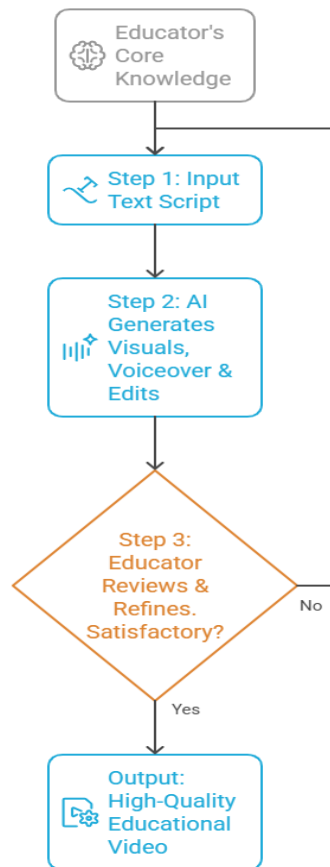 Educator's
Core
Knowledge
Step 1: Input
Text Script
Step 2: AI
Generates
Visuals,
Voiceover &
Edits
Step 3:
Educator
Reviews &
Refines.
Satisfactory?
No
Yes
Output:
High-Quality
Educational
Video